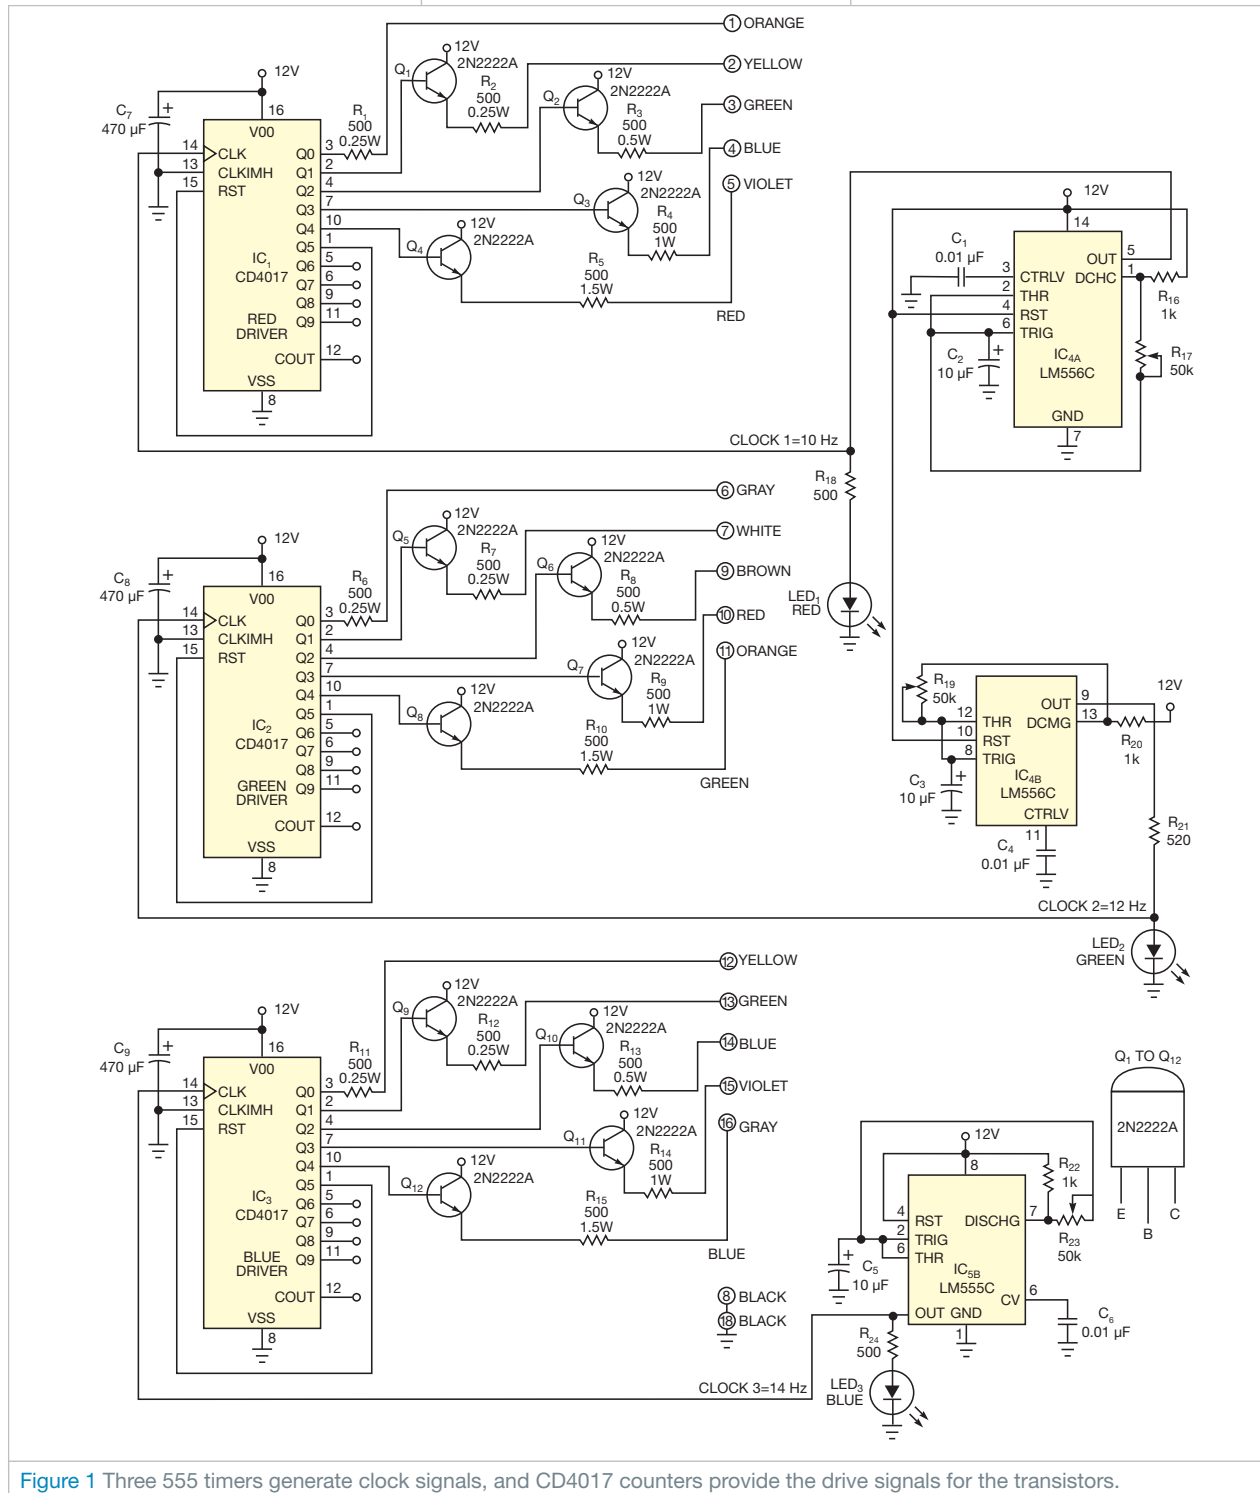 1 ORANGE
12V
2N2222A
Q1
R2
500
0.25W
2 YELLOW
12V
2N2222A
Q2
R3
500
0.5W
3 GREEN
4 BLUE
5 VIOLET
12V
C7
470 µF
+
16
V00
R1
500
0.25W
14 CLK
13 CLKIMH
15 RST
Q0 3
Q1 2
Q2 4
Q3 7
Q4 10
Q5 1
Q6 5
Q7 6
Q8 9
Q9 11
COUT 12
IC1
CD4017
RED
DRIVER
VSS
8
12V
2N2222A
Q3
R4
500
1W
12V
2N2222A
Q4
R5
500
1.5W
RED
CLOCK 1=10 Hz
12V
14
C1
0.01 µF
3 CTRLV
2 THR
4 RST
6 TRIG
OUT 5
DCHC 1
R16
1k
R17
50k
C2
10 µF
+
IC4A
LM556C
GND
7
R18
500
LED1
RED
6 GRAY
12V
2N2222A
Q5
R7
500
0.25W
7 WHITE
12V
2N2222A
Q6
R8
500
0.5W
9 BROWN
10 RED
11 ORANGE
12V
C8
470 µF
+
16
V00
R6
500
0.25W
14 CLK
13 CLKIMH
15 RST
Q0 3
Q1 2
Q2 4
Q3 7
Q4 10
Q5 1
Q6 5
Q7 6
Q8 9
Q9 11
COUT 12
IC2
CD4017
GREEN
DRIVER
VSS
8
12V
2N2222A
Q7
R9
500
1W
12V
2N2222A
Q8
R10
500
1.5W
GREEN
CLOCK 2=12 Hz
R19
50k
12 THR
10 RST
8 TRIG
OUT 9
DCMG 13
12V
R20
1k
C3
10 µF
+
IC4B
LM556C
CTRLV
11
C4
0.01 µF
R21
520
LED2
GREEN
12 YELLOW
12V
2N2222A
Q9
R12
500
0.25W
13 GREEN
12V
2N2222A
Q10
R13
500
0.5W
14 BLUE
15 VIOLET
16 GRAY
12V
C9
470 µF
+
16
V00
R11
500
0.25W
14 CLK
13 CLKIMH
15 RST
Q0 3
Q1 2
Q2 4
Q3 7
Q4 10
Q5 1
Q6 5
Q7 6
Q8 9
Q9 11
COUT 12
IC3
CD4017
BLUE
DRIVER
VSS
8
12V
2N2222A
Q11
R14
500
1W
12V
2N2222A
Q12
R15
500
1.5W
BLUE
8 BLACK
18 BLACK
CLOCK 3=14 Hz
Q1 TO Q12
2N2222A
E
B
C
12V
8
4 RST
2 TRIG
6 THR
DISCHG 7
R22
1k
R23
50k
C5
10 µF
+
IC5B
LM555C
CV 6
OUT GND
1
C6
0.01 µF
R24
500
LED3
BLUE
Figure 1 Three 555 timers generate clock signals, and CD4017 counters provide the drive signals for the transistors.